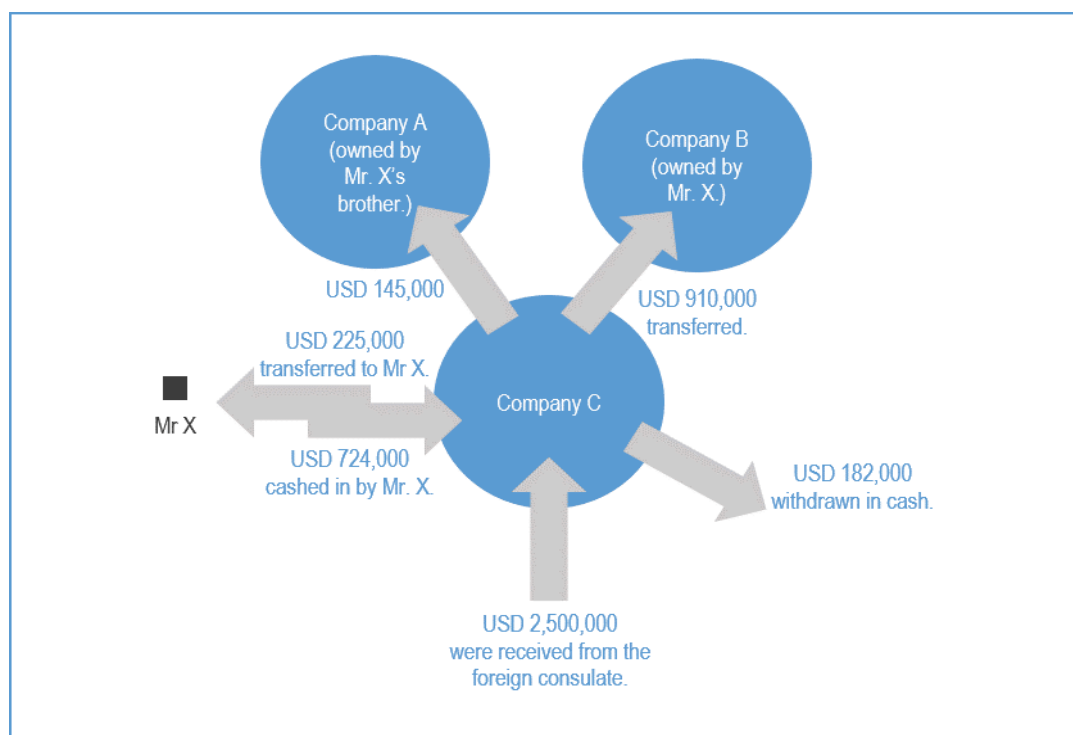 Company A
(owned by
Mr. X's
brother.)
Company B
(owned by
Mr. X.)
USD 145,000
USD 910,000
transferred.
USD 225,000
transferred to Mr X.
Mr X
Company C
USD 724,000
cashed in by Mr. X.
USD 182,000
withdrawn in cash.
USD 2,500,000
were received from the
foreign consulate.